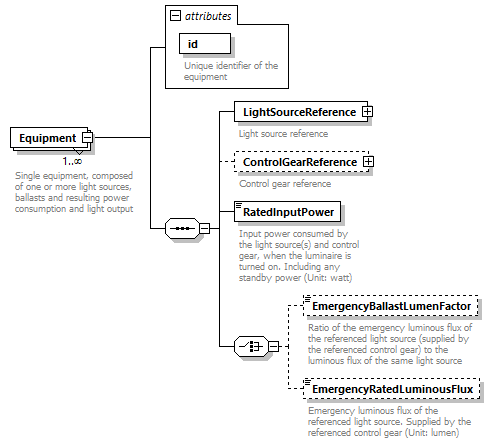 attributes
id
Unique identifier of the
equipment
Equipment
1..∞
Single equipment, composed
of one or more light sources,
ballasts and resulting power
consumption and light output
LightSourceReference
Light source reference
ControlGearReference
Control gear reference
RatedInputPower
Input power consumed by
the light source(s) and control
gear, when the luminaire is
turned on. Including any
standby power (Unit: watt)
EmergencyBallastLumenFactor
Ratio of the emergency luminous flux of
the referenced light source (supplied by
the referenced control gear) to the
luminous flux of the same light source
EmergencyRatedLuminousFlux
Emergency luminous flux of the
referenced light source. Supplied by the
referenced control gear (Unit: lumen)